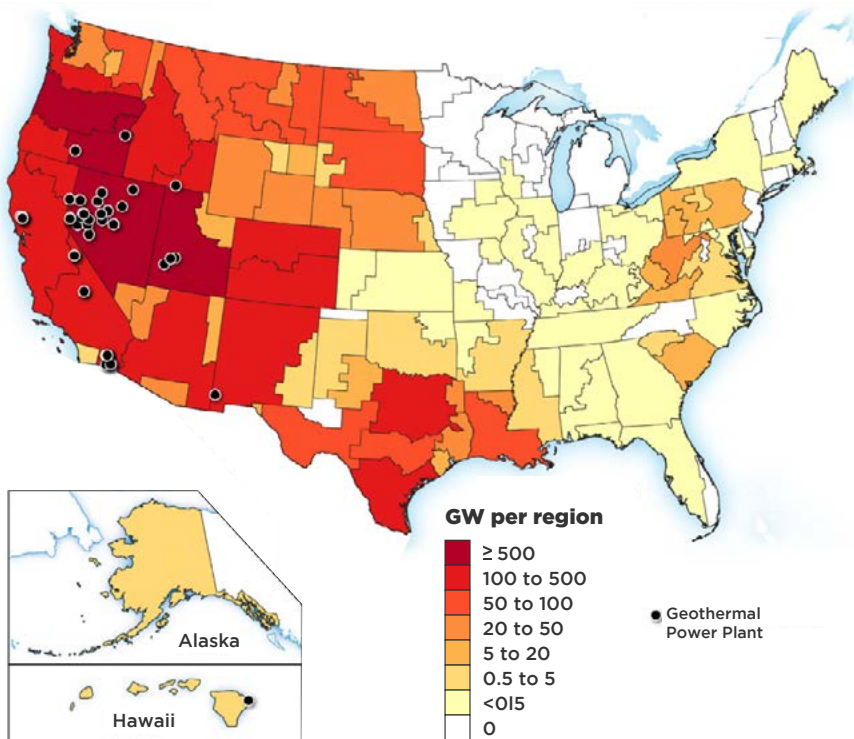 Alaska
Hawaii
GW per region
≥ 500
100 to 500
50 to 100
20 to 50
5 to 20
0.5 to 5
<0l5
0
Geothermal
Power Plant